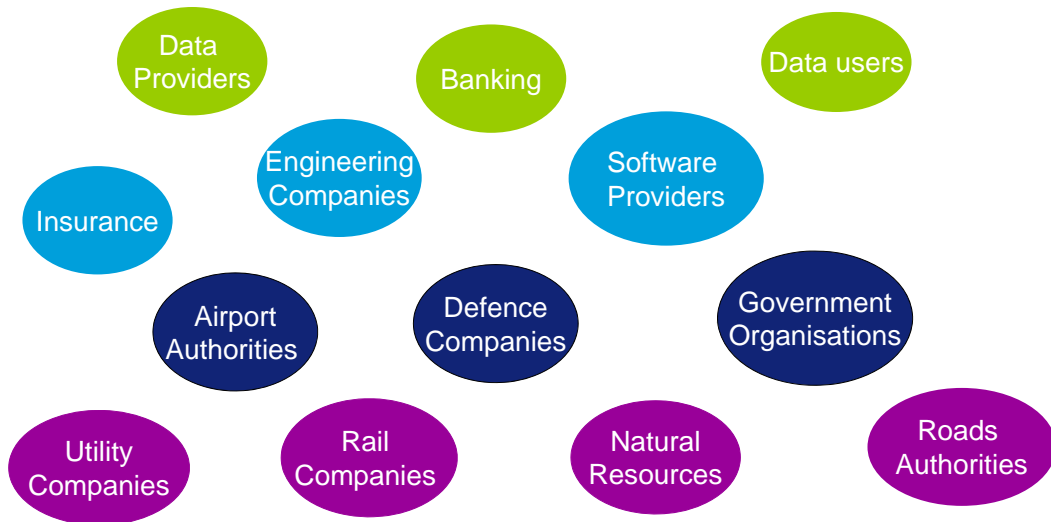 Data
Providers
Banking
Data users
Engineering
Companies
Software
Providers
Insurance
Airport
Authorities
Defence
Companies
Government
Organisations
Utility
Companies
Rail
Companies
Natural
Resources
Roads
Authorities